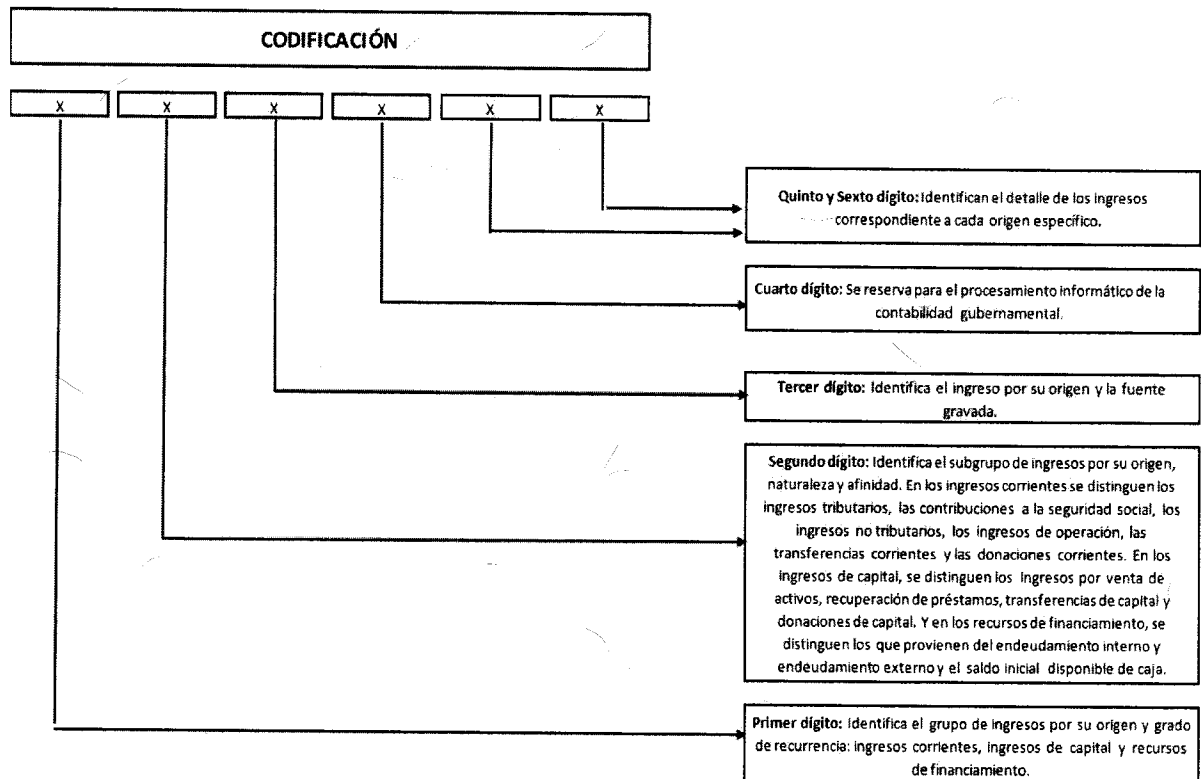 CODIFICACIÓN
X X X X X X
Quinto y Sexto dígito: Identifican el detalle de los ingresos
correspondiente a cada origen específico.
Cuarto dígito: Se reserva para el procesamiento informático de la
contabilidad gubernamental.
Tercer dígito: Identifica el ingreso por su origen y la fuente
gravada.
Segundo dígito: Identifica el subgrupo de ingresos por su origen,
naturaleza y afinidad. En los ingresos corrientes se distinguen los
ingresos tributarios, las contribuciones a la seguridad social, los
ingresos no tributarios, los ingresos de operación, las
transferencias corrientes y las donaciones corrientes. En los
ingresos de capital, se distinguen los ingresos por venta de
activos, recuperación de préstamos, transferencias de capital y
donaciones de capital. Y en los recursos de financiamiento, se
distinguen los que provienen del endeudamiento interno y
endeudamiento externo y el saldo inicial disponible de caja.
Primer dígito: Identifica el grupo de ingresos por su origen y grado
de recurrencia: ingresos corrientes, ingresos de capital y recursos
de financiamiento.